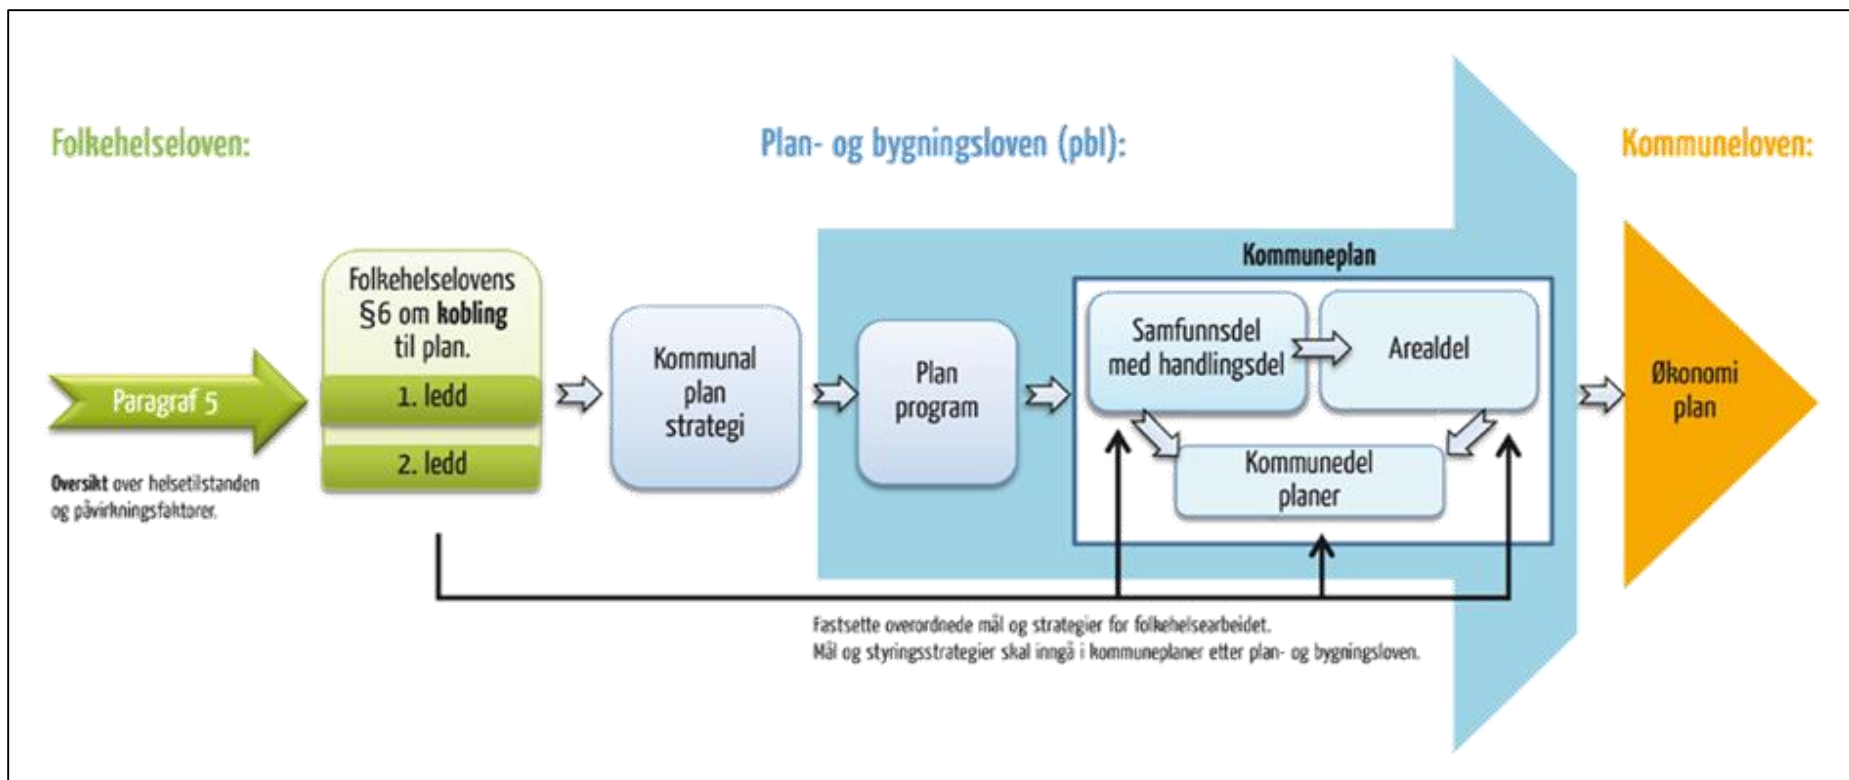 Folkehelseloven:
Plan- og bygningsloven (pbl):
Kommuneloven:
Paragraf 5
Oversikt over helsetilstanden
og påvirkningsfaktorer.
Folkehelselovens
§6 om kobling
til plan.
1. ledd
2. ledd
Kommunal
plan
strategi
Plan
program
Kommuneplan
Samfunnsdel
med handlingsdel
Arealdel
Kommunedel
planer
Økonomi
plan
Fastsette overordnede mål og strategier for folkehelsearbeidet.
Mål og styringsstrategier skal inngå i kommuneplaner etter plan- og bygningsloven.